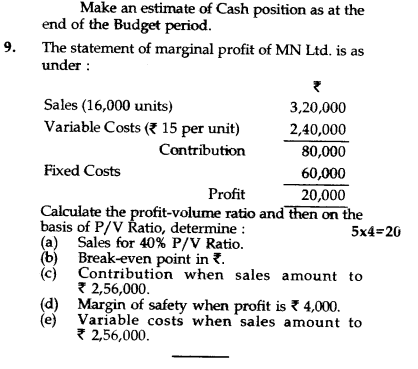 Make an estimate of Cash position as at the
end of the Budget period.
9. The statement of marginal profit of MN Ltd. is as
under :
₹
Sales (16,000 units) 3,20,000
Variable Costs (₹ 15 per unit) 2,40,000
Contribution 80,000
Fixed Costs 60,000
Profit 20,000
Calculate the profit-volume ratio and then on the
basis of P/V Ratio, determine : 5x4=20
(a) Sales for 40% P/V Ratio.
(b) Break-even point in ₹.
(c) Contribution when sales amount to
₹ 2,56,000.
(d) Margin of safety when profit is ₹ 4,000.
(e) Variable costs when sales amount to
₹ 2,56,000.